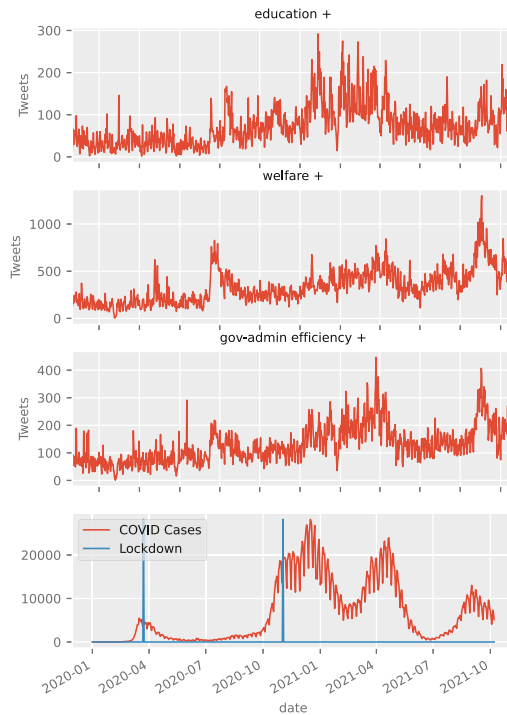 education +
300
200
100
0
Tweets
welfare +
1000
500
0
Tweets
gov-admin efficiency +
400
300
200
100
0
Tweets
COVID Cases
Lockdown
20000
10000
0
2020-01
2020-04
2020-07
2020-10
2021-01
2021-04
2021-07
2021-10
date